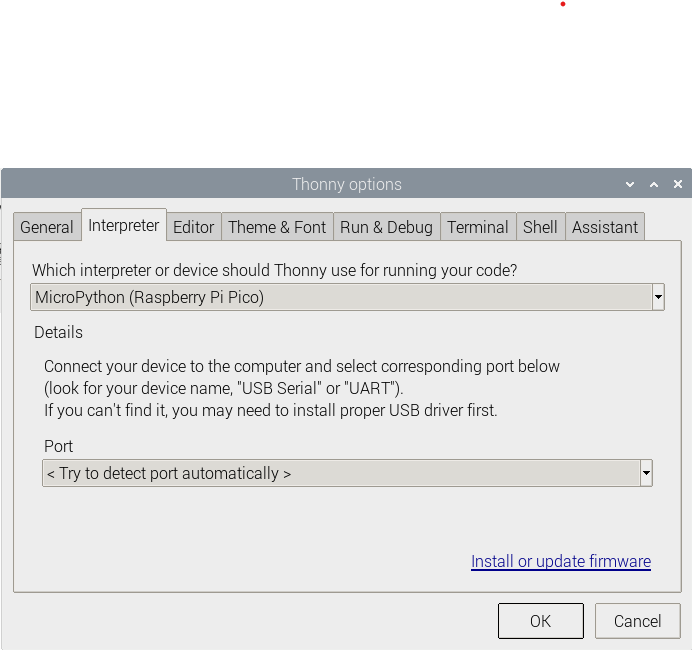 Thonny options
General Interpreter Editor Theme & Font Run & Debug Terminal Shell Assistant
Which interpreter or device should Thonny use for running your code?
MicroPython (Raspberry Pi Pico)
Details
Connect your device to the computer and select corresponding port below
(look for your device name, "USB Serial" or "UART").
If you can't find it, you may need to install proper USB driver first.
Port
< Try to detect port automatically >
Install or update firmware
OK Cancel